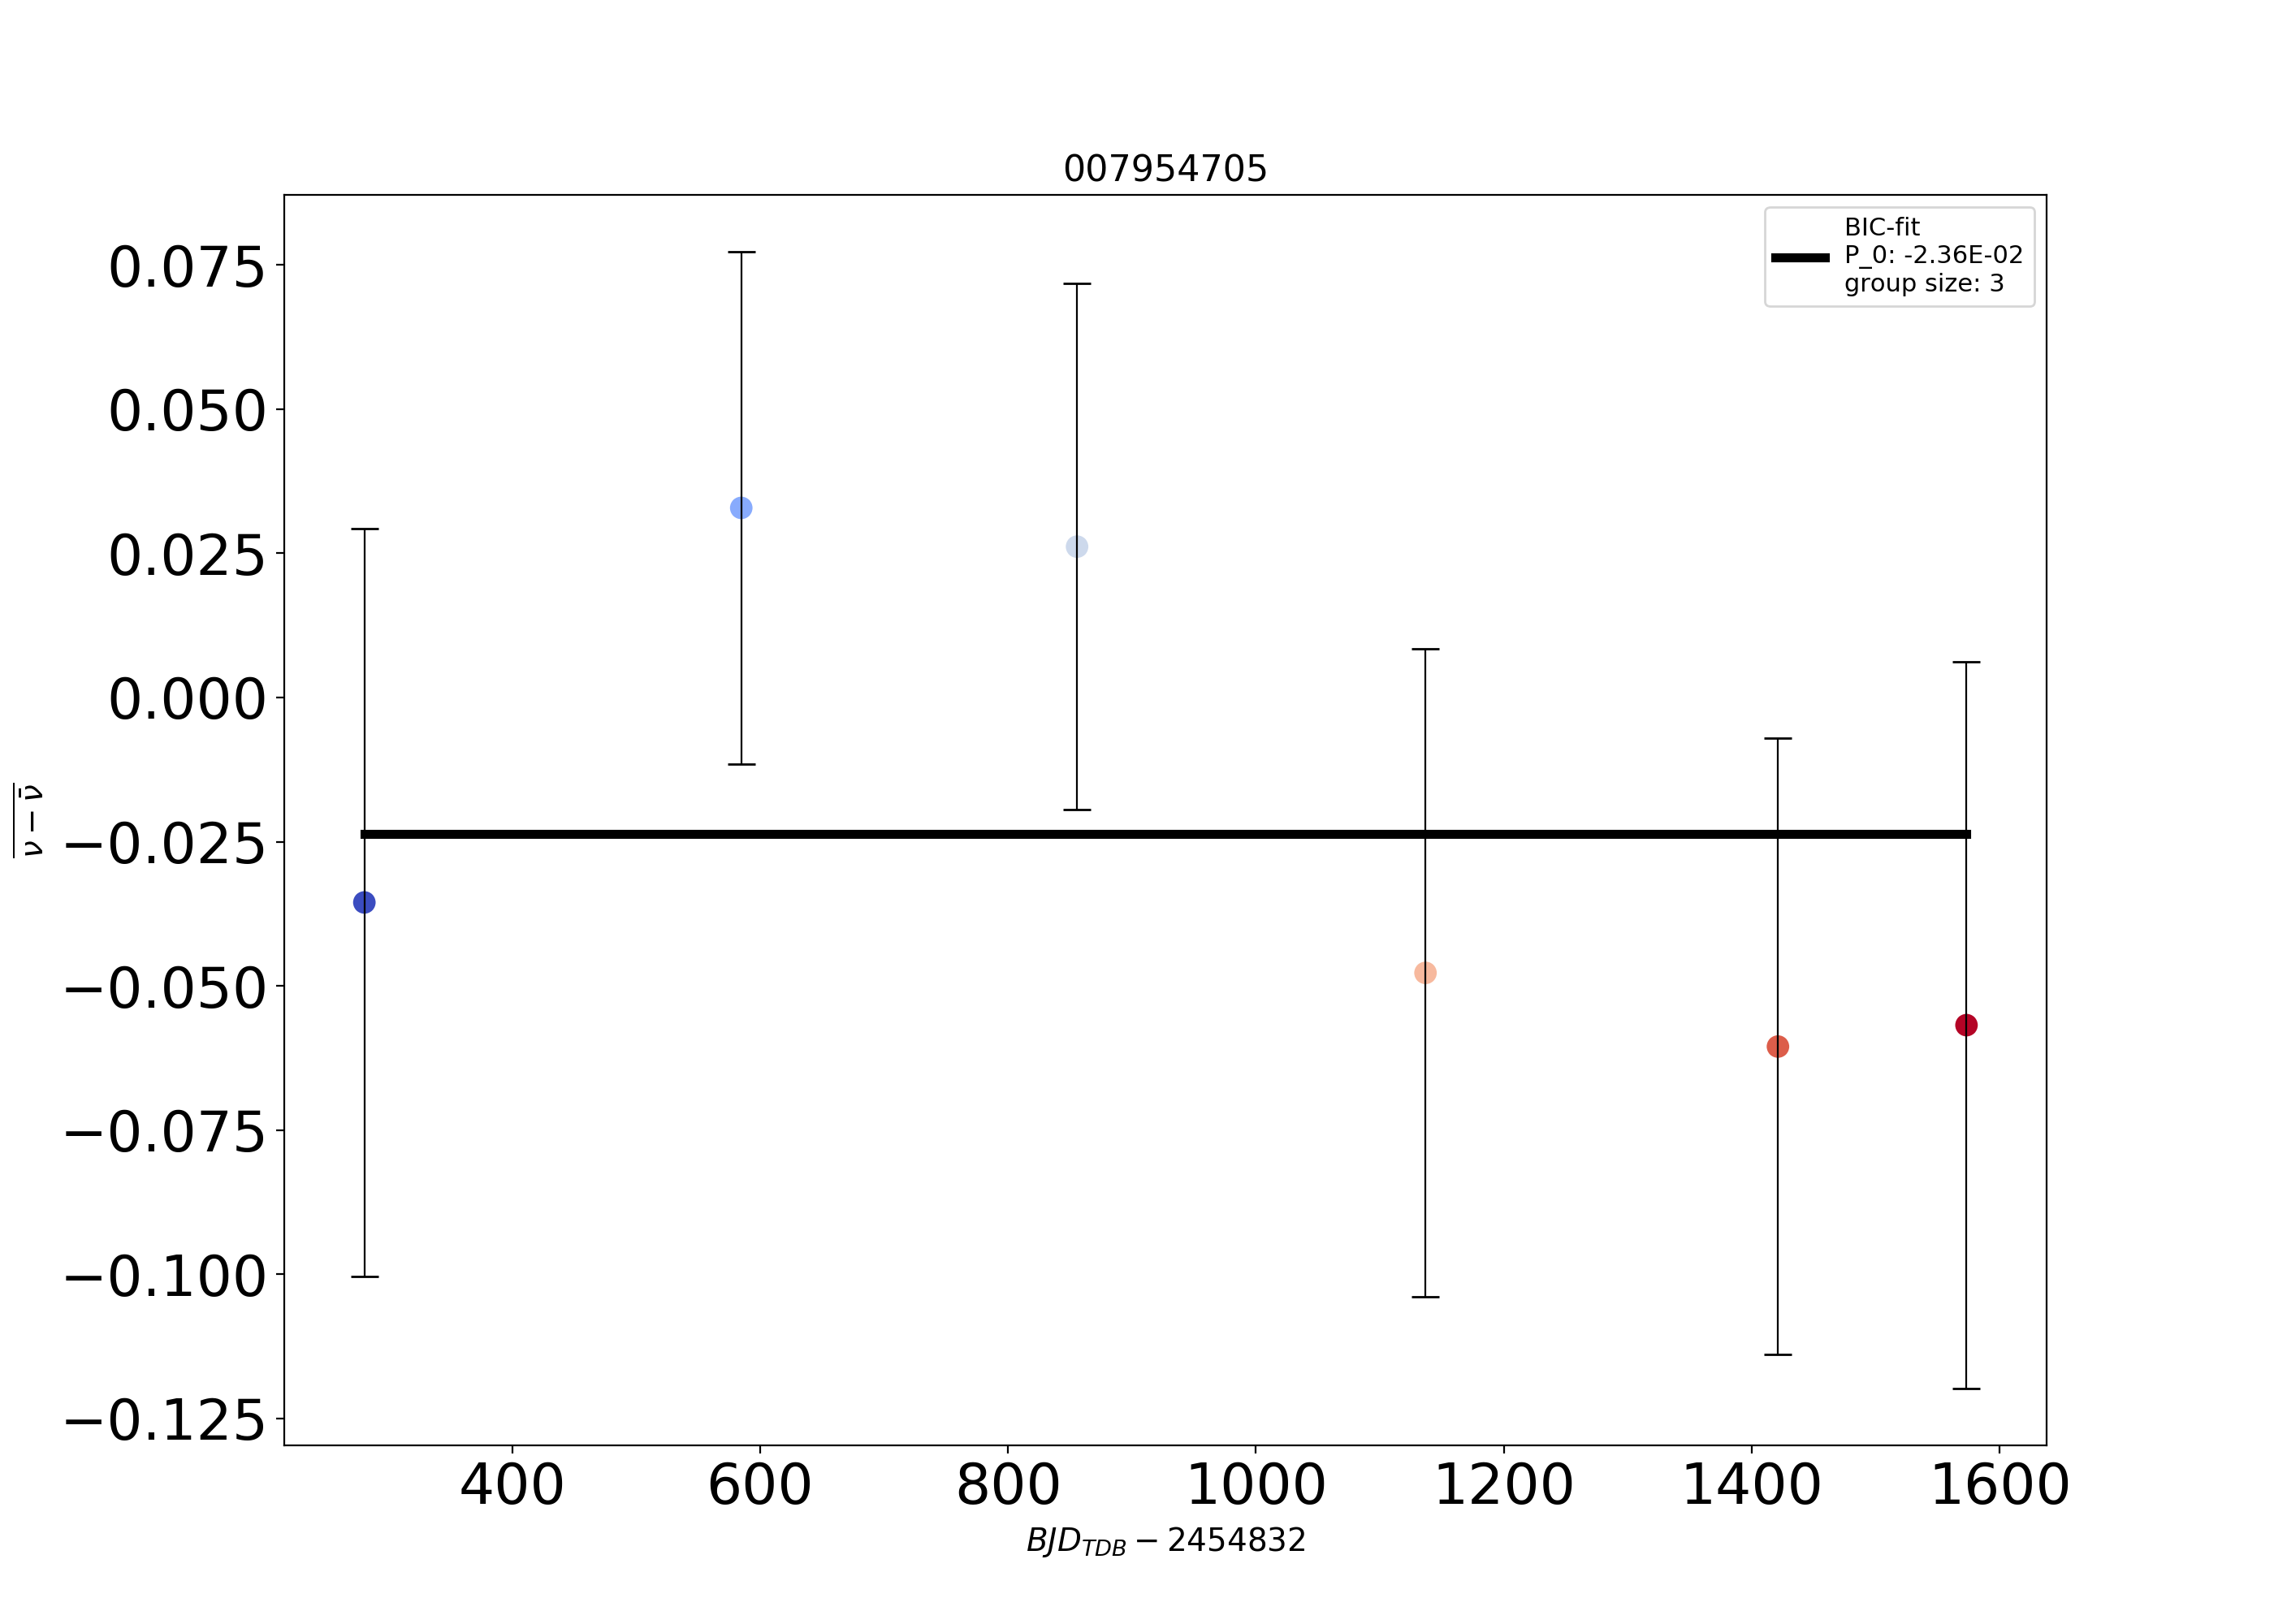 007954705
BIC-fit
P_0: -2.36E-02
group size: 3
0.075
0.050
0.025
0.000
−0.025
−0.050
−0.075
−0.100
−0.125
ν − ν̄
400 600 800 1000 1200 1400 1600
BJD_TDB − 2454832